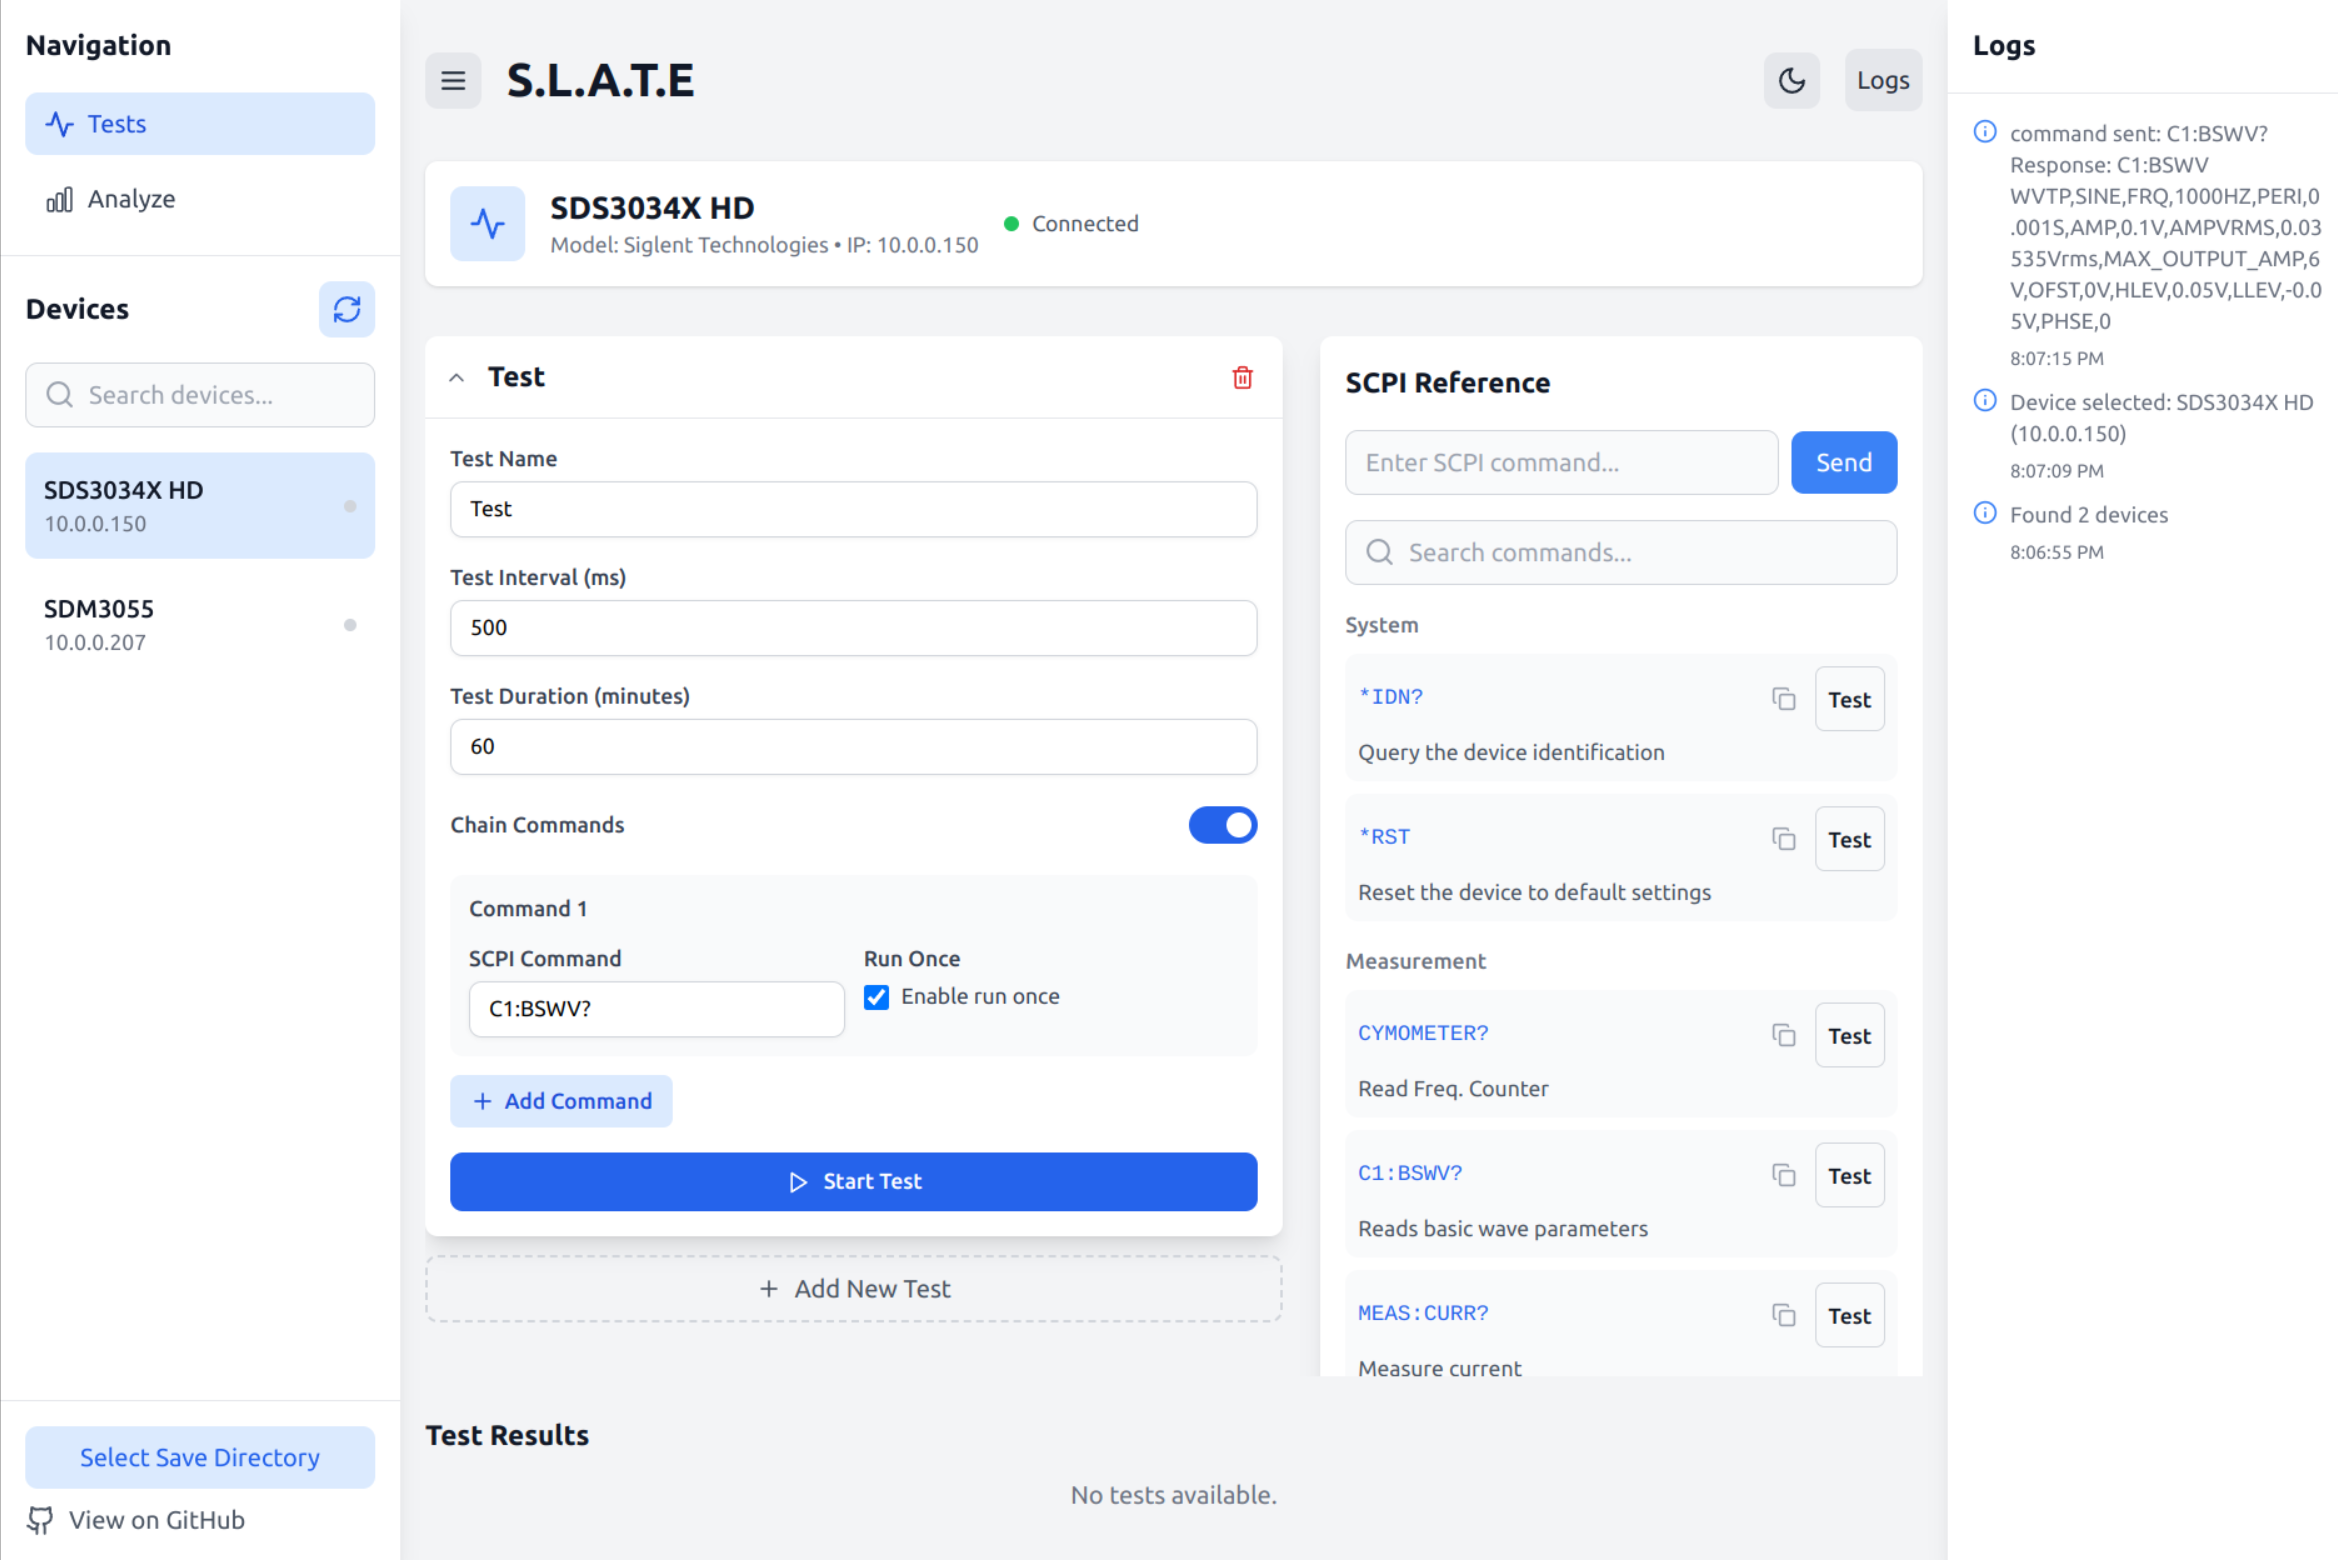 Navigation
Tests
Analyze
Devices
Search devices...
SDS3034X HD
10.0.0.150
SDM3055
10.0.0.207
Select Save Directory
View on GitHub
S.L.A.T.E
Logs
SDS3034X HD
Model: Siglent Technologies • IP: 10.0.0.150
Connected
Test
Test Name
Test
Test Interval (ms)
500
Test Duration (minutes)
60
Chain Commands
Command 1
SCPI Command
Run Once
C1:BSWV?
Enable run once
Add Command
Start Test
Add New Test
SCPI Reference
Enter SCPI command...
Send
Search commands...
System
*IDN?
Test
Query the device identification
*RST
Test
Reset the device to default settings
Measurement
CYMOMETER?
Test
Read Freq. Counter
C1:BSWV?
Test
Reads basic wave parameters
MEAS:CURR?
Test
Measure current
Test Results
No tests available.
Logs
command sent: C1:BSWV?
Response: C1:BSWV
WVTP,SINE,FRQ,1000HZ,PERI,0
.001S,AMP,0.1V,AMPVRMS,0.03
535Vrms,MAX_OUTPUT_AMP,6
V,OFST,0V,HLEV,0.05V,LLEV,-0.0
5V,PHSE,0
8:07:15 PM
Device selected: SDS3034X HD
(10.0.0.150)
8:07:09 PM
Found 2 devices
8:06:55 PM